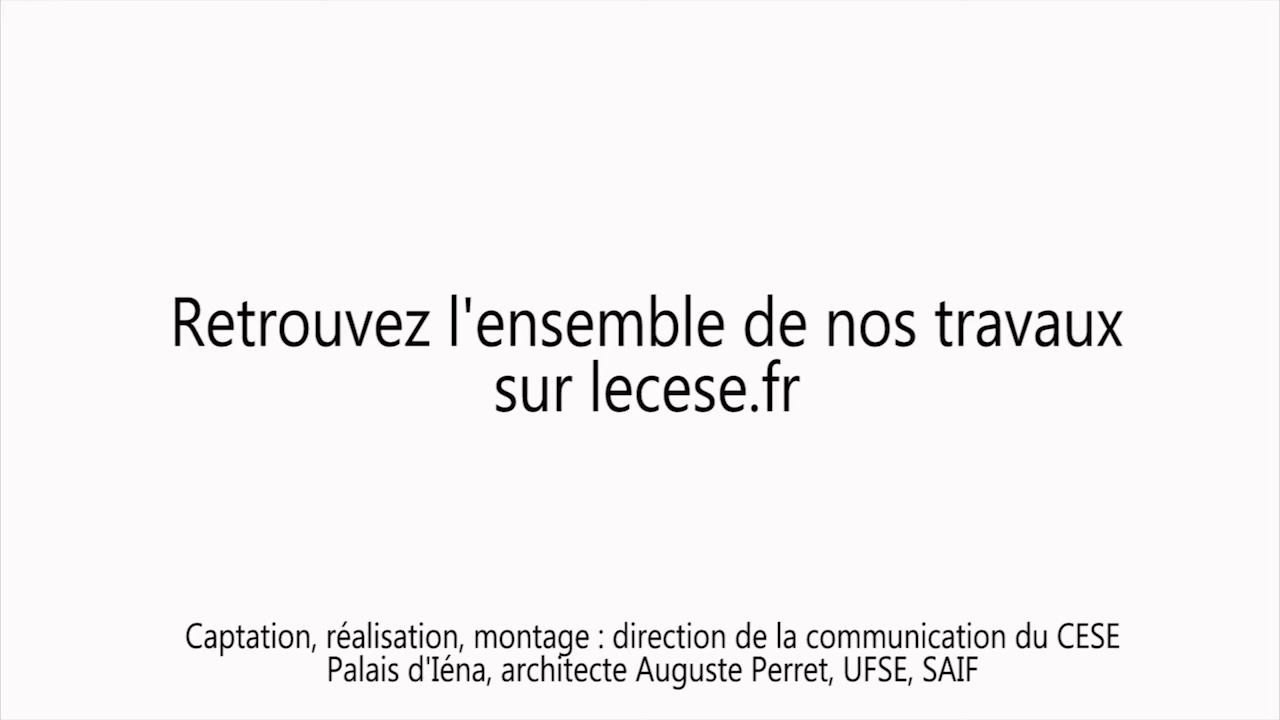 Retrouvez l'ensemble de nos travaux
sur lecese.fr
Captation, réalisation, montage : direction de la communication du CESE
Palais d'Iéna, architecte Auguste Perret, UFSE, SAIF